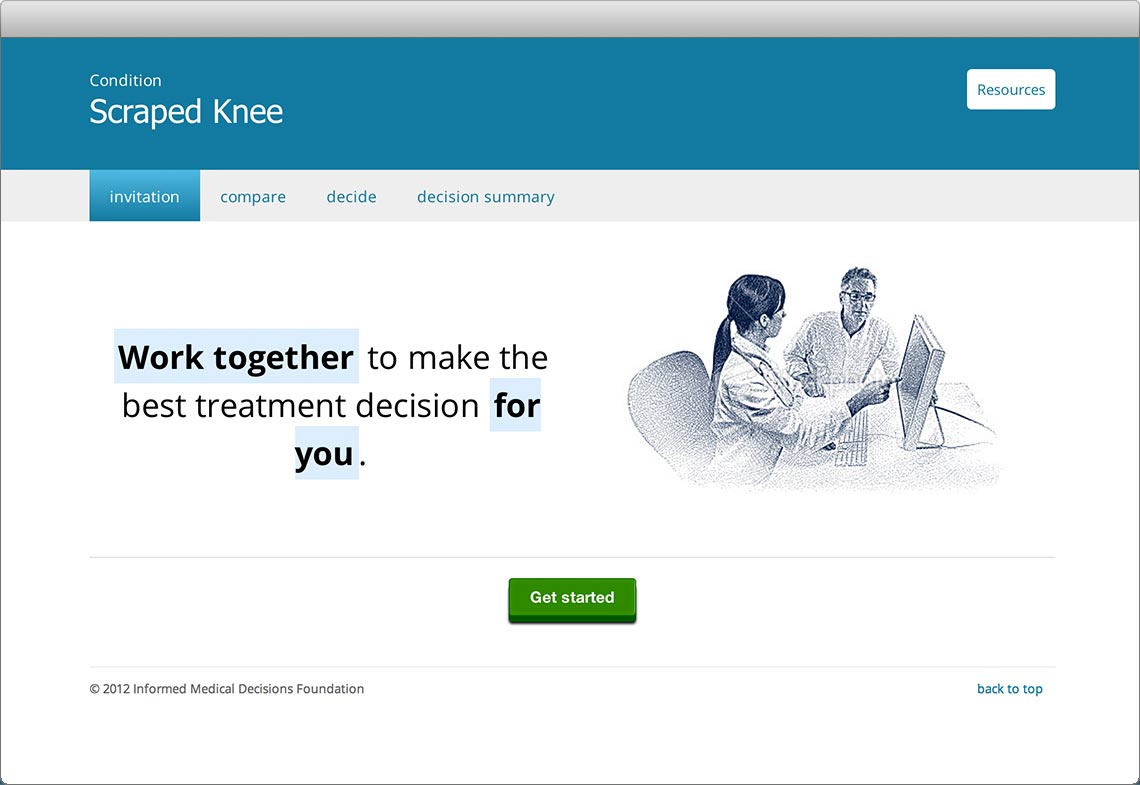 Condition
Scraped Knee
Resources
invitation compare decide decision summary
Work together to make the
best treatment decision for
you.
Get started
© 2012 Informed Medical Decisions Foundation
back to top